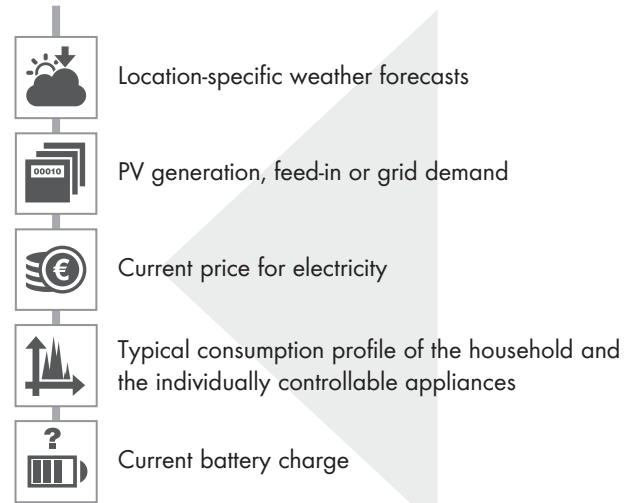 Location-specific weather forecasts
00010
PV generation, feed-in or grid demand
€
Current price for electricity
Typical consumption profile of the household and
the individually controllable appliances
?
Current battery charge